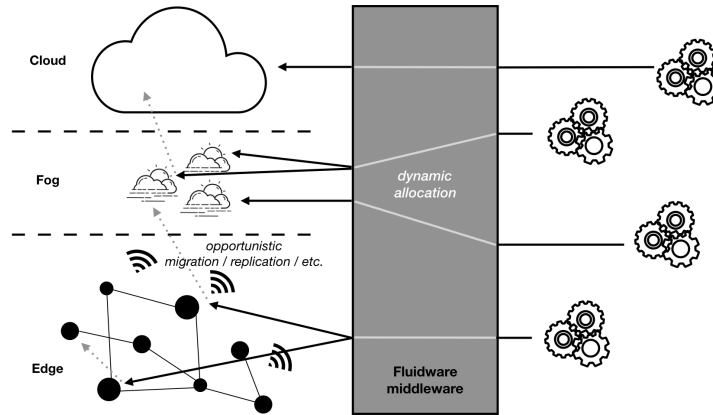 Cloud
Fog
dynamic
allocation
opportunistic
migration / replication / etc.
Edge
Fluidware
middleware